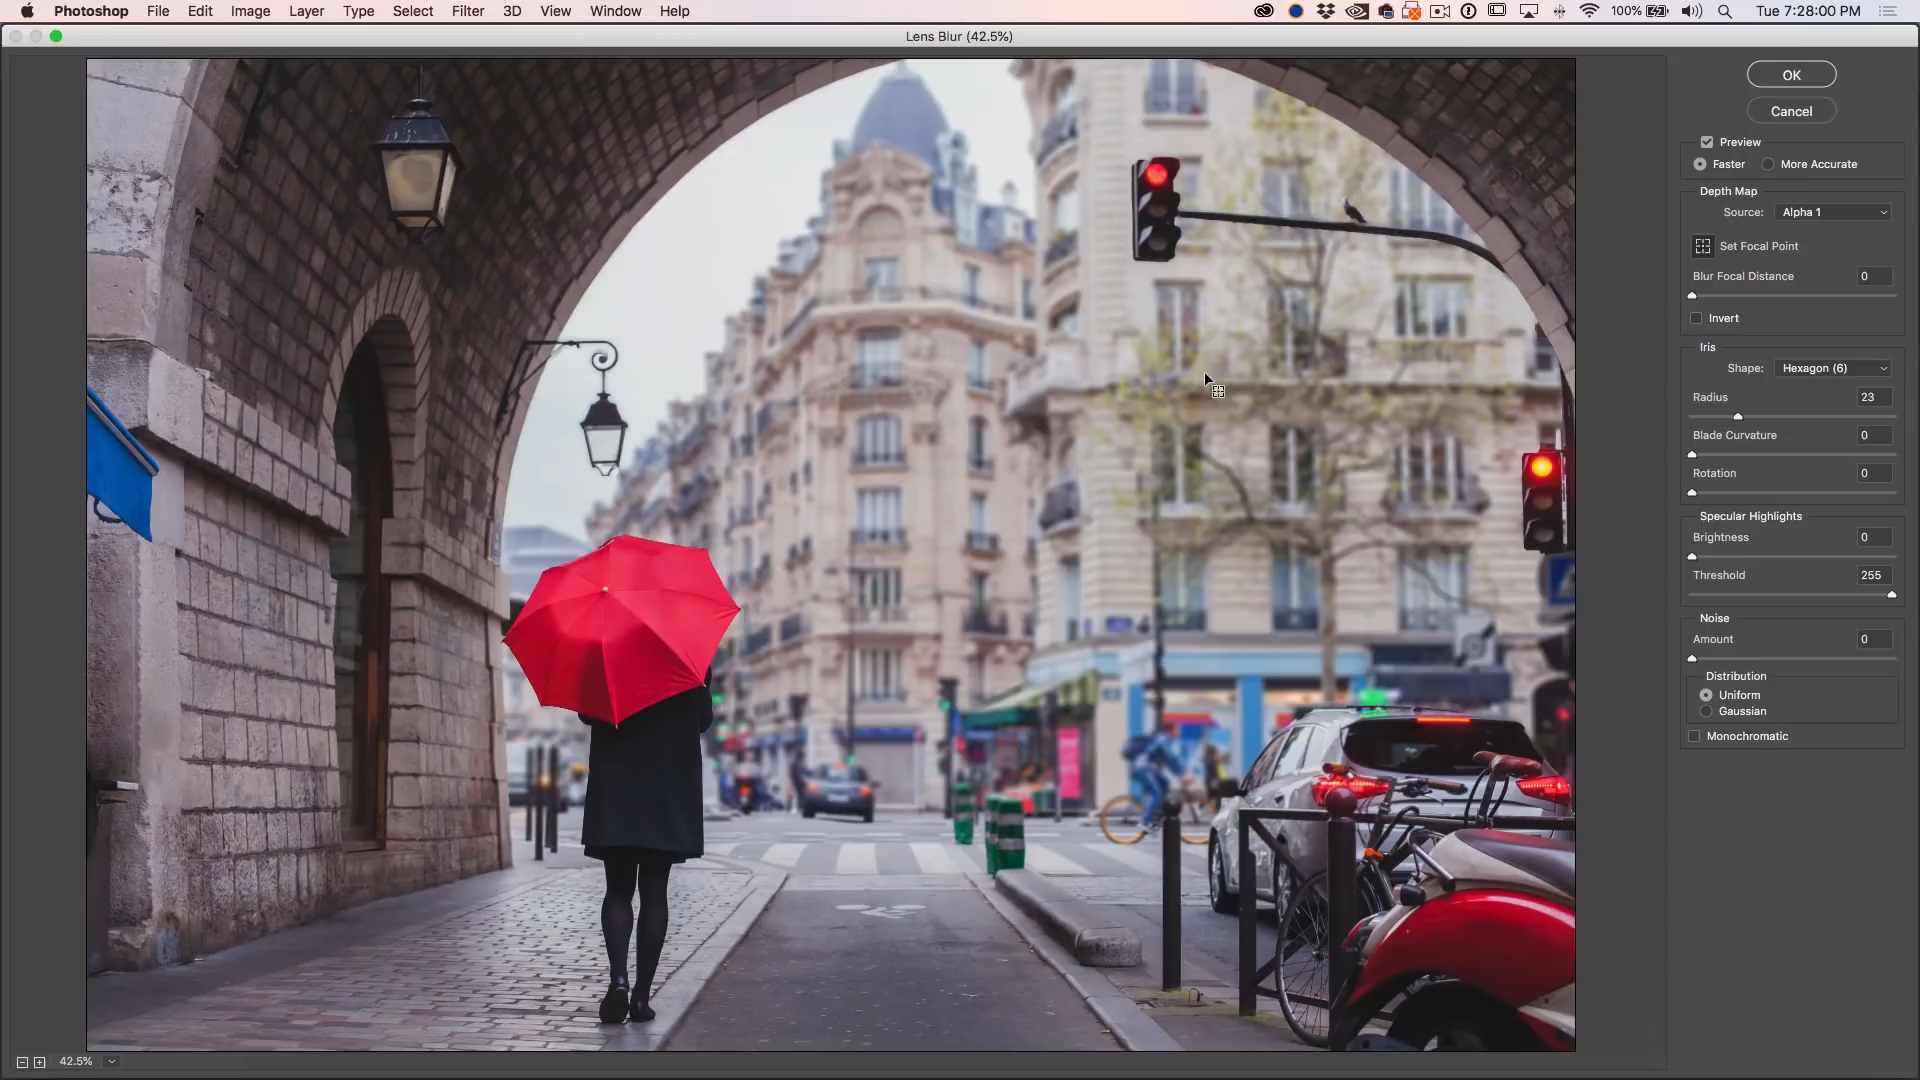 Photoshop File Edit Image Layer Type Select Filter 3D View Window Help 100% Tue 7:28:00 PM
Lens Blur (42.5%)
OK
Cancel
Preview
Faster More Accurate
Depth Map
Source: Alpha 1
Set Focal Point
Blur Focal Distance 0
Invert
Iris
Shape: Hexagon (6)
Radius 23
Blade Curvature 0
Rotation 0
Specular Highlights
Brightness 0
Threshold 255
Noise
Amount 0
Distribution
Uniform
Gaussian
Monochromatic
42.5%